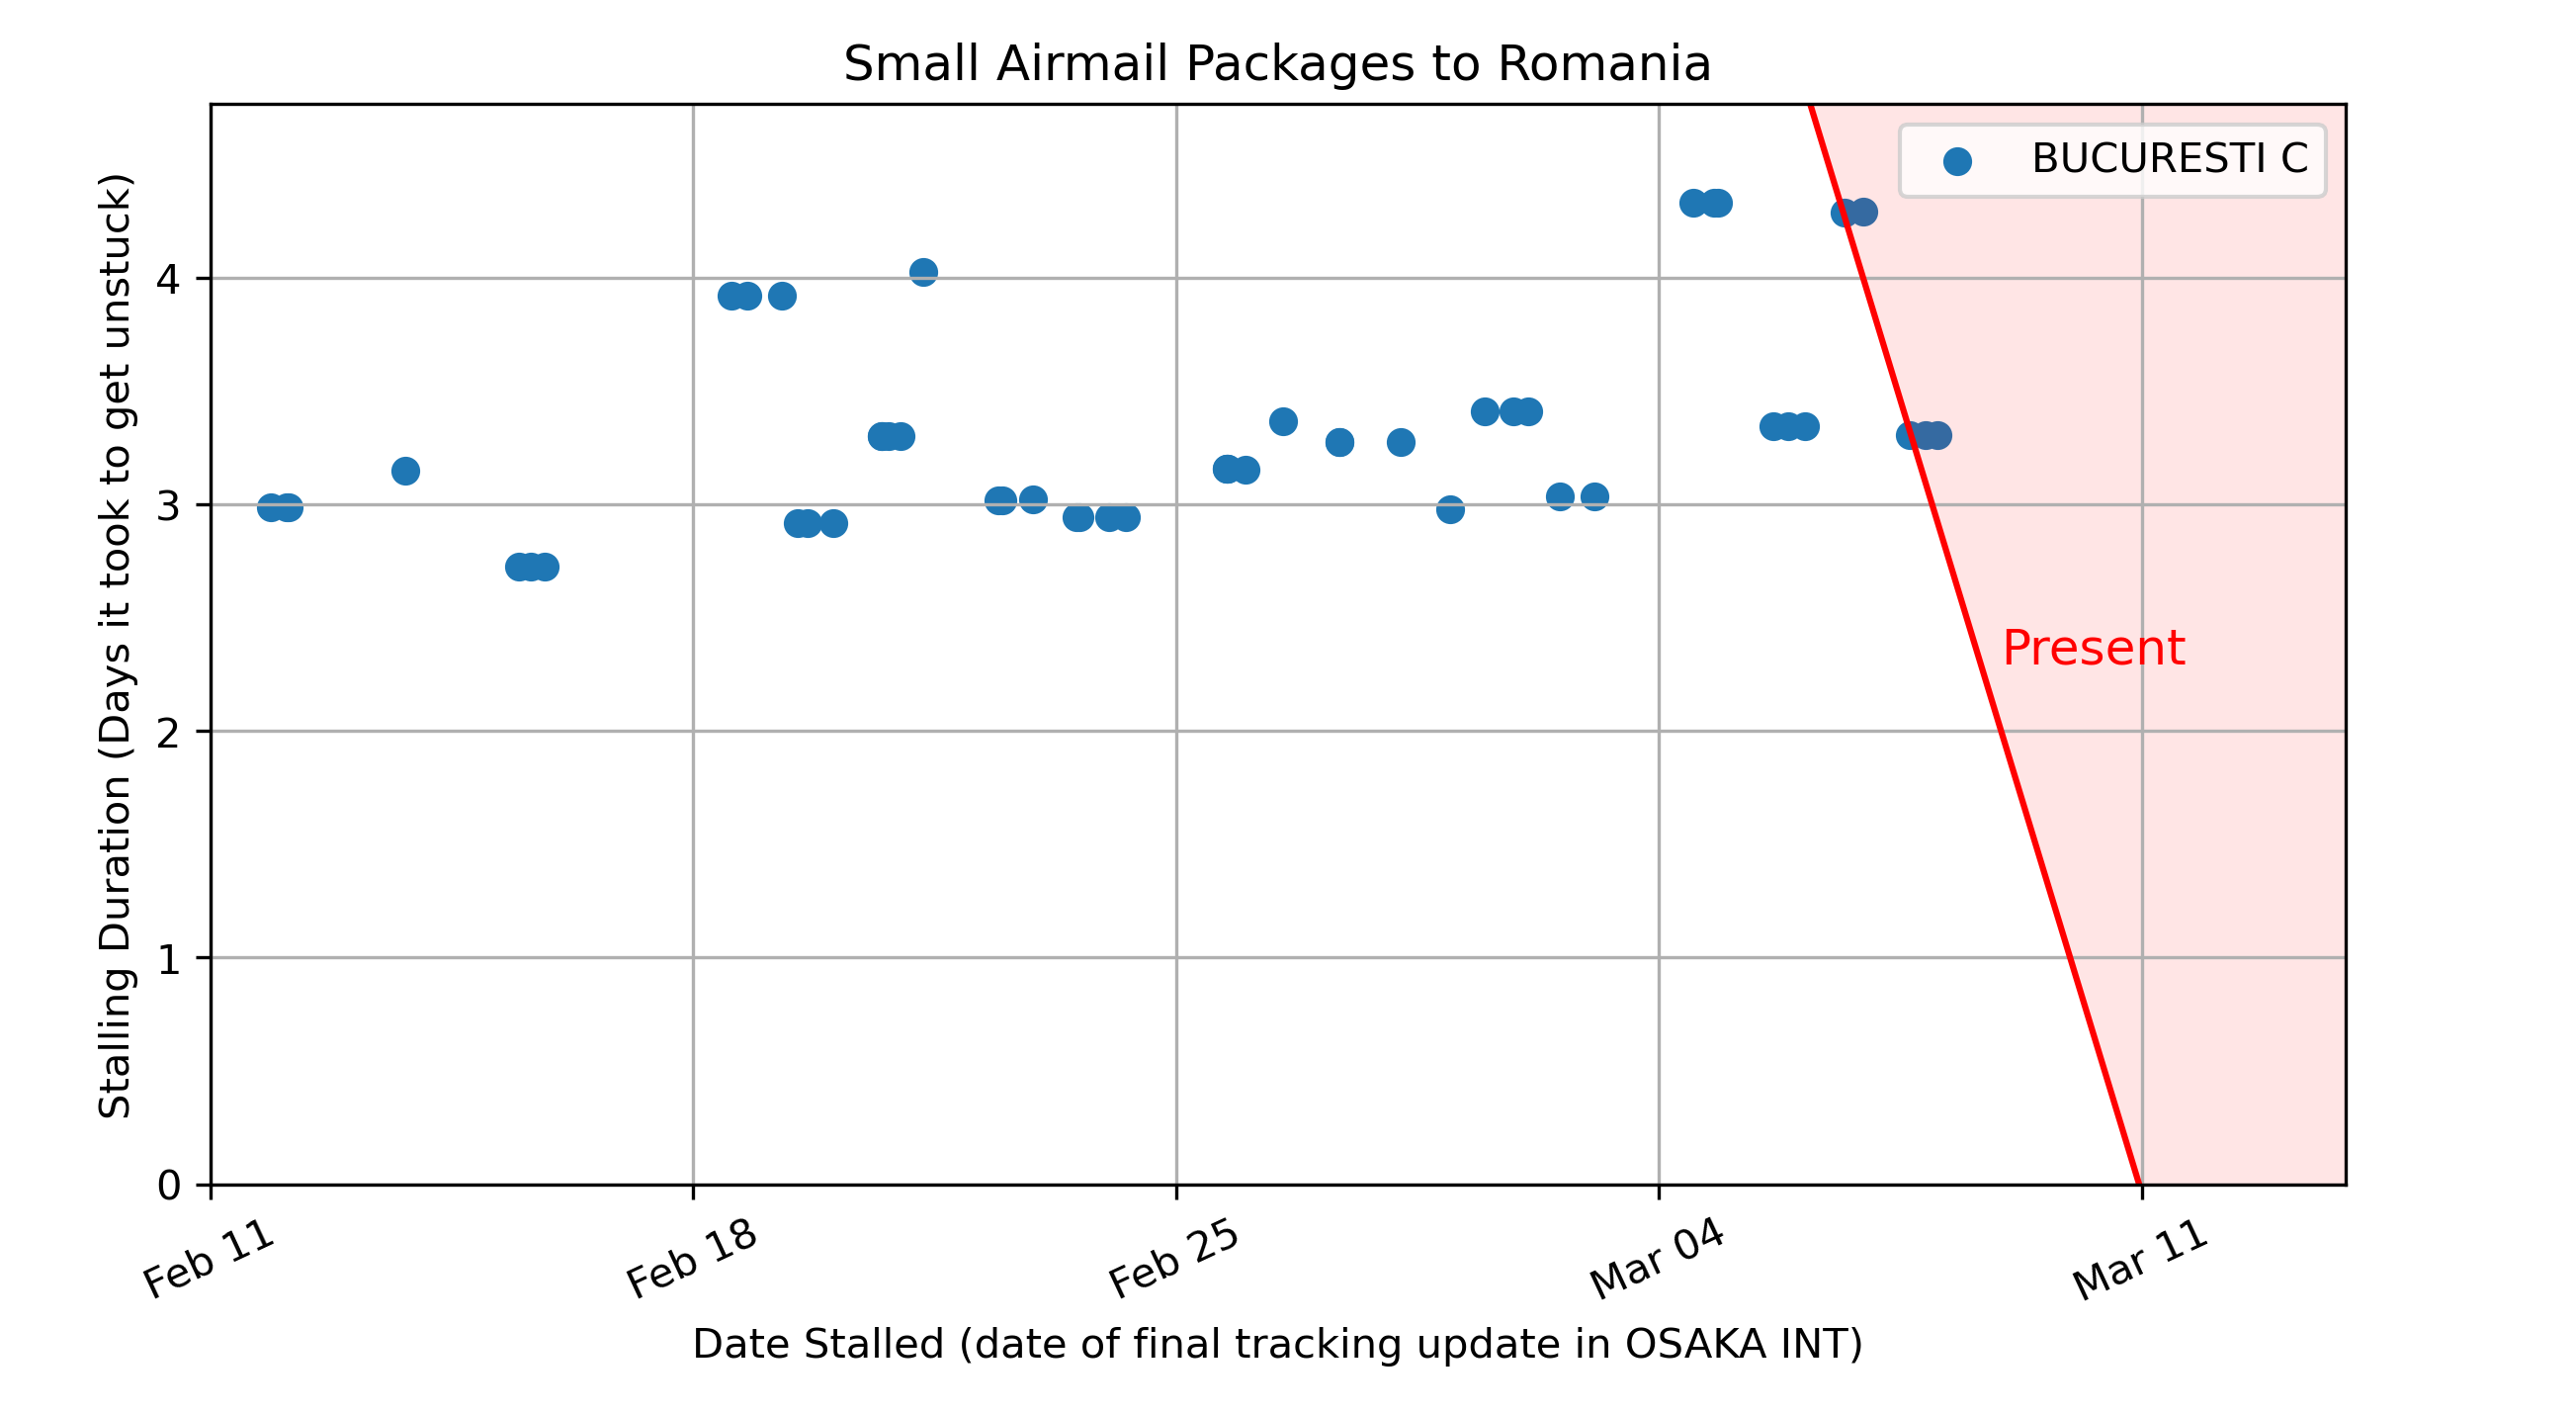 Small Airmail Packages to Romania
BUCURESTI C
Stalling Duration (Days it took to get unstuck)
4
3
2
1
0
Present
Feb 11
Feb 18
Feb 25
Mar 04
Mar 11
Date Stalled (date of final tracking update in OSAKA INT)